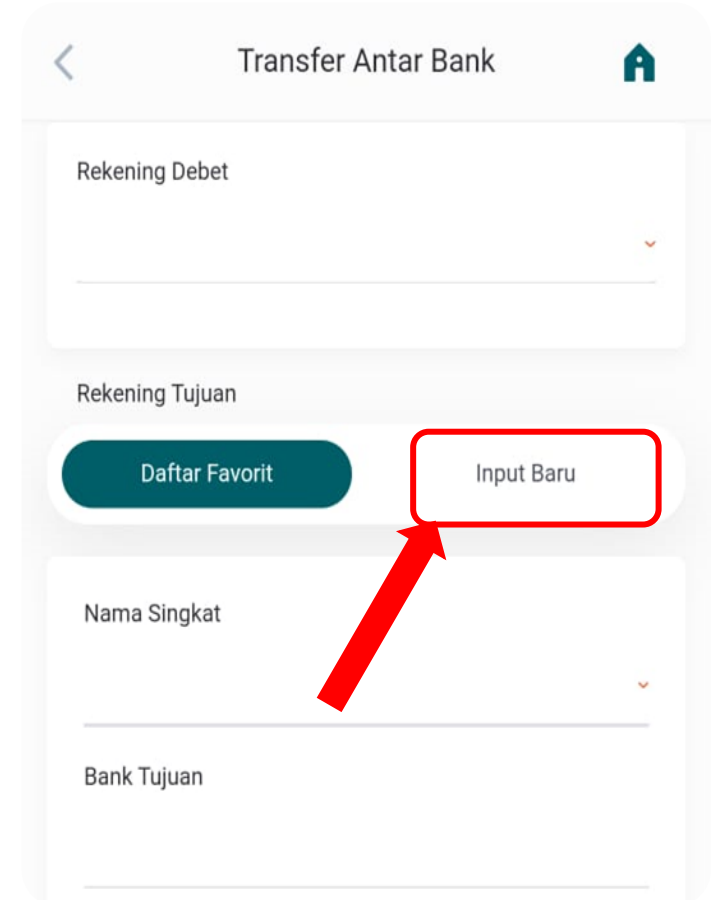 Transfer Antar Bank
Rekening Debet
Rekening Tujuan
Daftar Favorit
Input Baru
Nama Singkat
Bank Tujuan